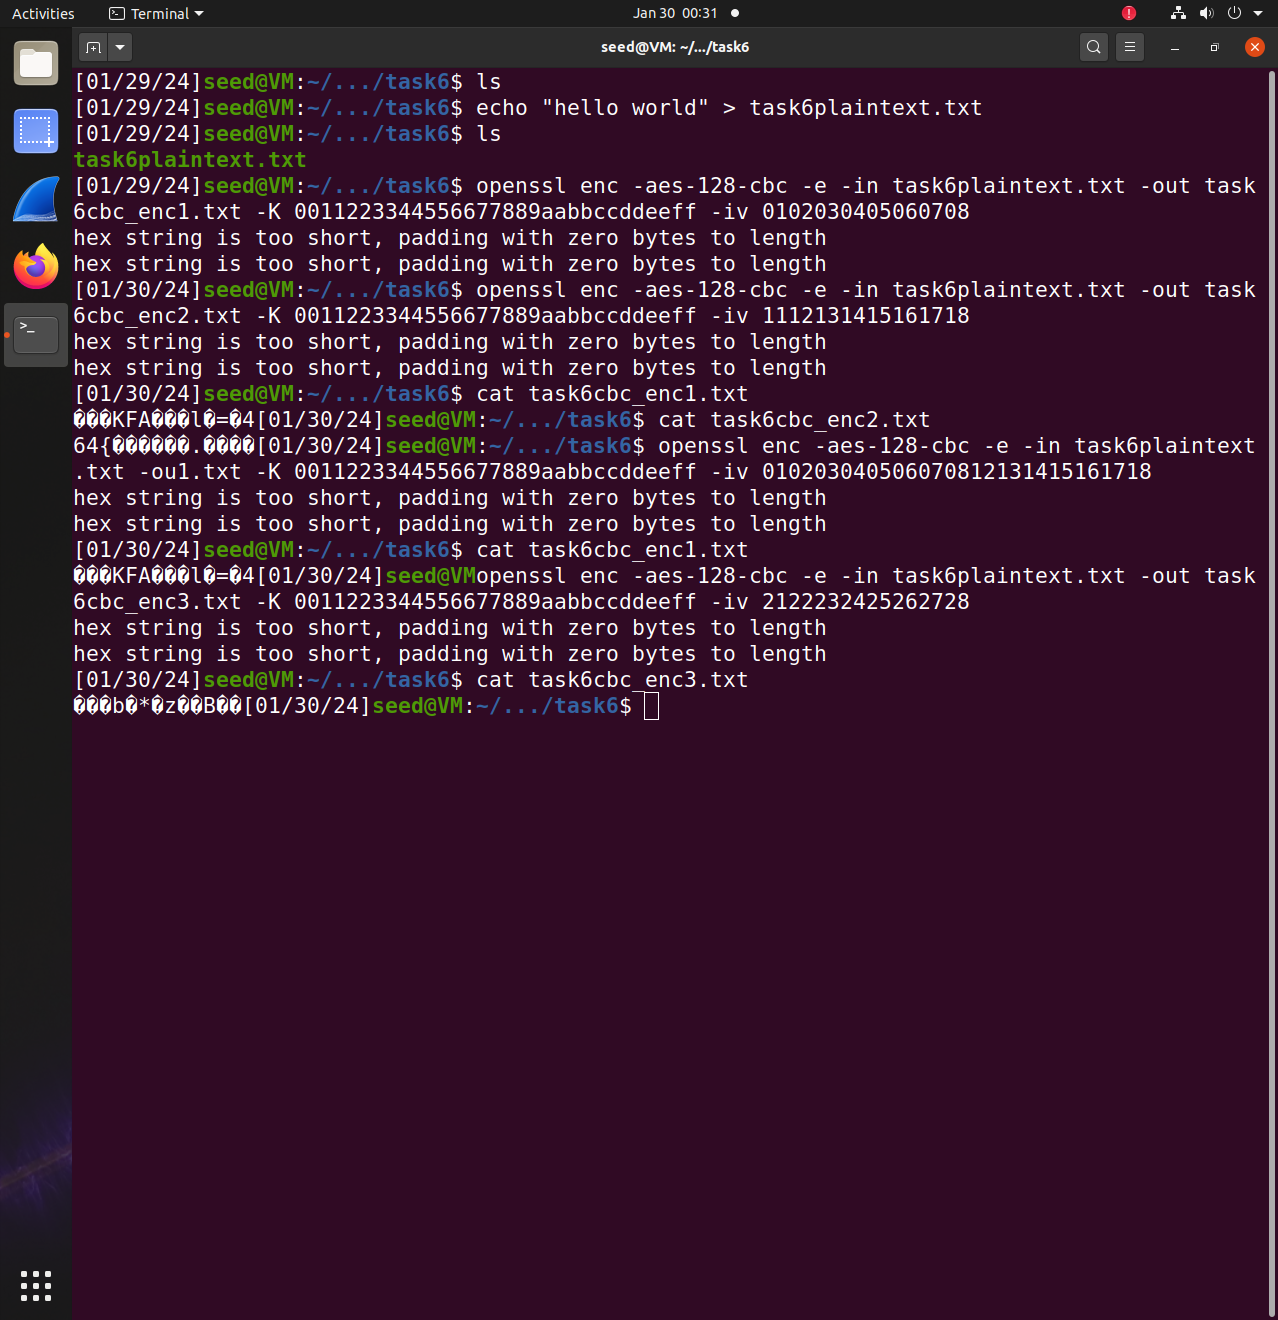 Activities
Terminal
Jan 30 00:31
seed@VM: ~/.../task6
[01/29/24]seed@VM:~/.../task6$ ls
[01/29/24]seed@VM:~/.../task6$ echo "hello world" > task6plaintext.txt
[01/29/24]seed@VM:~/.../task6$ ls
task6plaintext.txt
[01/29/24]seed@VM:~/.../task6$ openssl enc -aes-128-cbc -e -in task6plaintext.txt -out task
6cbc_enc1.txt -K 00112233445566778​89aabbccddeeff -iv 0102030405060708
hex string is too short, padding with zero bytes to length
hex string is too short, padding with zero bytes to length
[01/30/24]seed@VM:~/.../task6$ openssl enc -aes-128-cbc -e -in task6plaintext.txt -out task
6cbc_enc2.txt -K 0011223344556677889aabbccddeeff -iv 1112131415161718
hex string is too short, padding with zero bytes to length
hex string is too short, padding with zero bytes to length
[01/30/24]seed@VM:~/.../task6$ cat task6cbc_enc1.txt
���KFA���l�=�4[01/30/24]seed@VM:~/.../task6$ cat task6cbc_enc2.txt
64{������.����[01/30/24]seed@VM:~/.../task6$ openssl enc -aes-128-cbc -e -in task6plaintext
.txt -ou1.txt -K 0011223344556677889aabbccddeeff -iv 010203040506070812131415161718
hex string is too short, padding with zero bytes to length
hex string is too short, padding with zero bytes to length
[01/30/24]seed@VM:~/.../task6$ cat task6cbc_enc1.txt
���KFA���l�=�4[01/30/24]seed@VMopenssl enc -aes-128-cbc -e -in task6plaintext.txt -out task
6cbc_enc3.txt -K 0011223344556677889aabbccddeeff -iv 2122232425262728
hex string is too short, padding with zero bytes to length
hex string is too short, padding with zero bytes to length
[01/30/24]seed@VM:~/.../task6$ cat task6cbc_enc3.txt
���b�*�z��B��[01/30/24]seed@VM:~/.../task6$